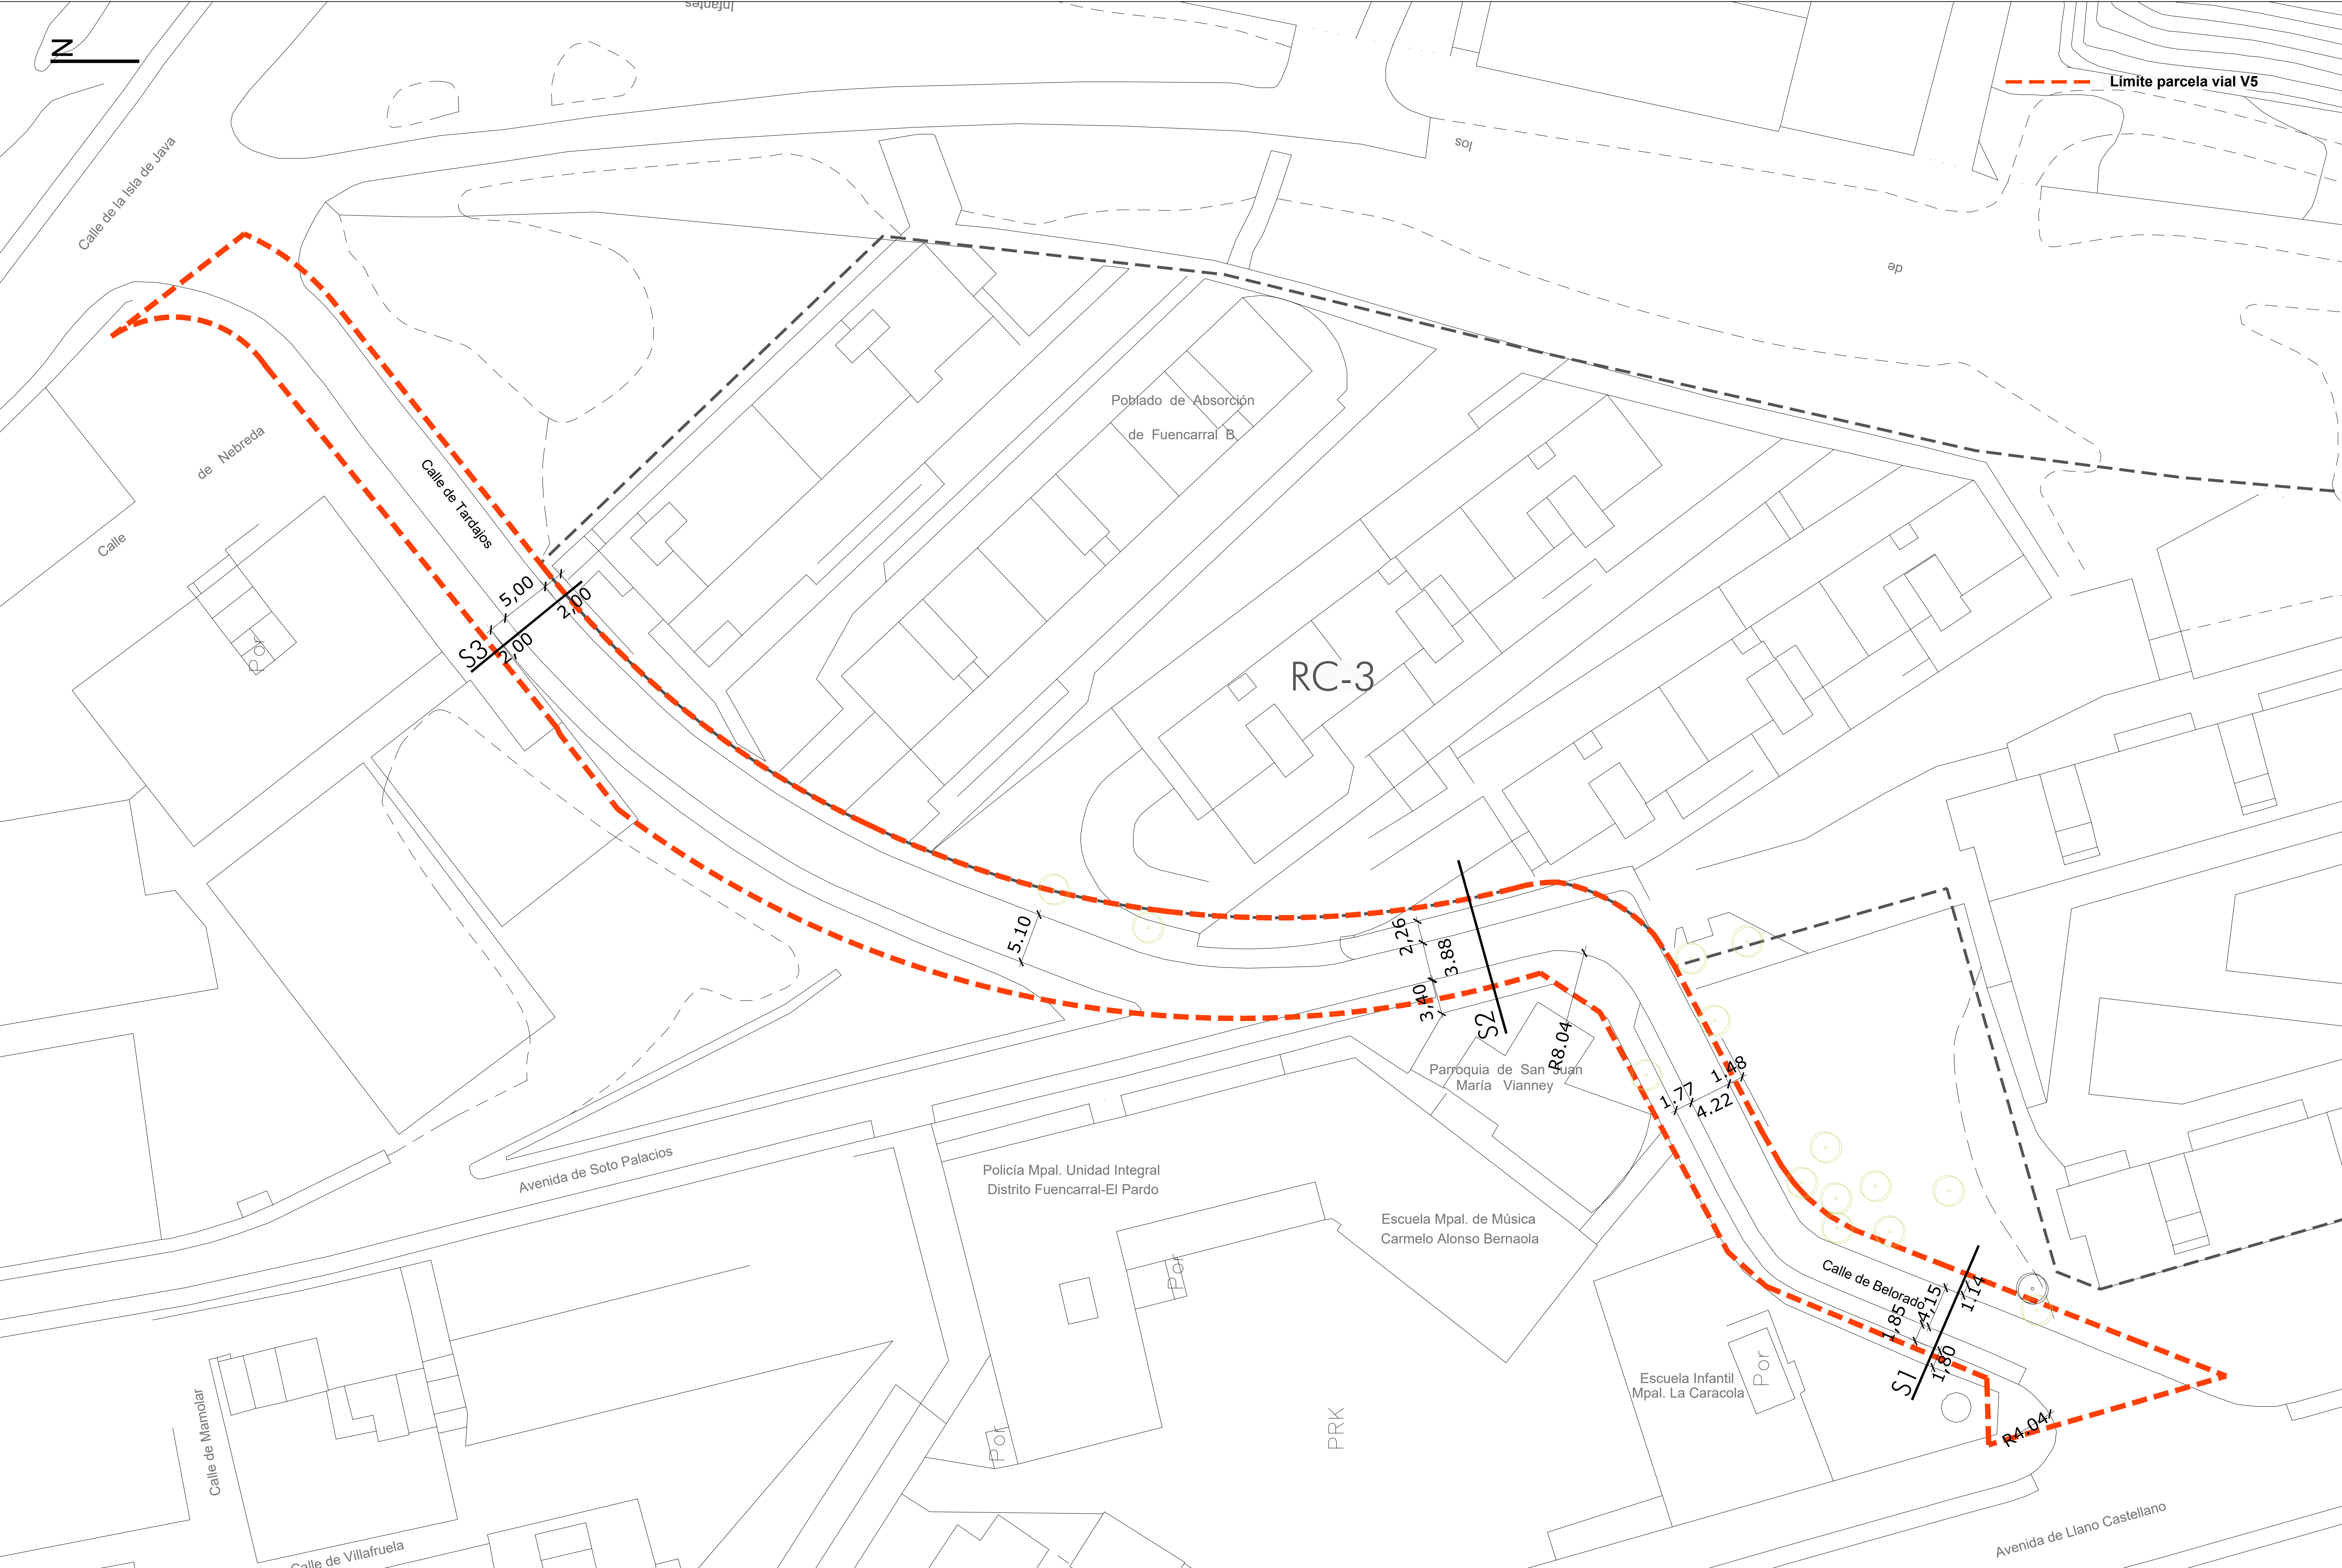 Infantes
N
Límite parcela vial V5
Calle de la Isla de Java
los
de
Poblado de Absorción
de Fuencarral B
de Nebreda
Calle
Calle de Tardajos
5,00
2,00
2,00
S3
Por
RC-3
5.10
2,26
3.88
3,40
S2
R8.04
Parroquia de San Juan
María Vianney
1.77
1.48
4.22
Avenida de Soto Palacios
Policía Mpal. Unidad Integral
Distrito Fuencarral-El Pardo
Escuela Mpal. de Música
Carmelo Alonso Bernaola
Por
Calle de Belorado
1,85
4,15
1.14
1,80
S1
R4.04
Escuela Infantil
Mpal. La Caracola
Por
PRK
Por
Calle de Mamolar
Calle de Villafruela
Avenida de Llano Castellano